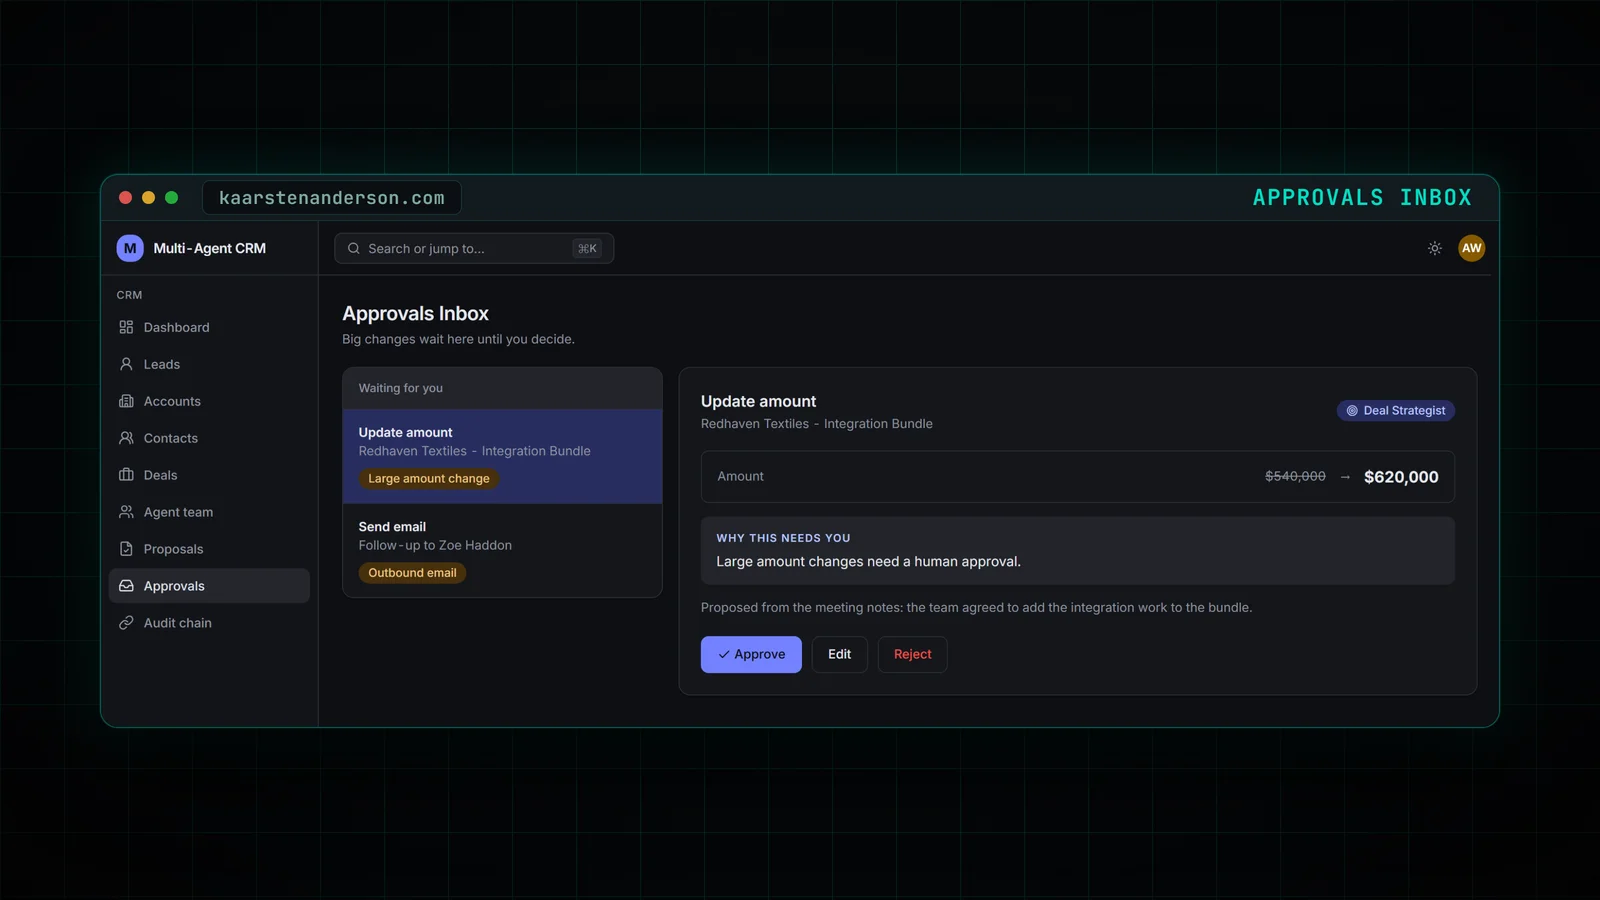 kaarstenanderson.com
APPROVALS INBOX
M Multi-Agent CRM
Search or jump to... ⌘K
AW
CRM
Dashboard
Leads
Accounts
Contacts
Deals
Agent team
Proposals
Approvals
Audit chain
Approvals Inbox
Big changes wait here until you decide.
Waiting for you
Update amount
Redhaven Textiles - Integration Bundle
Large amount change
Send email
Follow-up to Zoe Haddon
Outbound email
Update amount
Redhaven Textiles - Integration Bundle
Deal Strategist
Amount $540,000 → $620,000
WHY THIS NEEDS YOU
Large amount changes need a human approval.
Proposed from the meeting notes: the team agreed to add the integration work to the bundle.
Approve Edit Reject